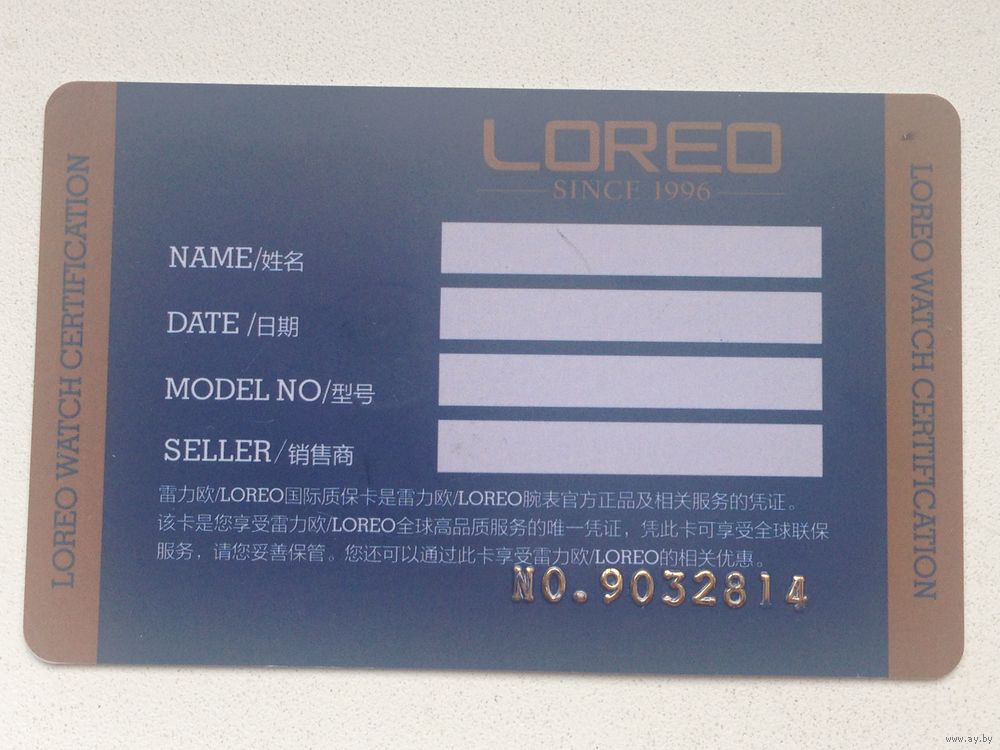 LOREO
SINCE 1996
LOREO WATCH CERTIFICATION
NAME/姓名
DATE /日期
MODEL NO/型号
SELLER/销售商
雷力欧/LOREO国际质保卡是雷力欧/LOREO腕表官方正品及相关服务的凭证。
该卡是您享受雷力欧/LOREO全球高品质服务的唯一凭证，凭此卡可享受全球联保
服务，请您妥善保管。您还可以通过此卡享受雷力欧/LOREO的相关优惠。
NO.9032814
LOREO WATCH CERTIFICATION
www.ay.by